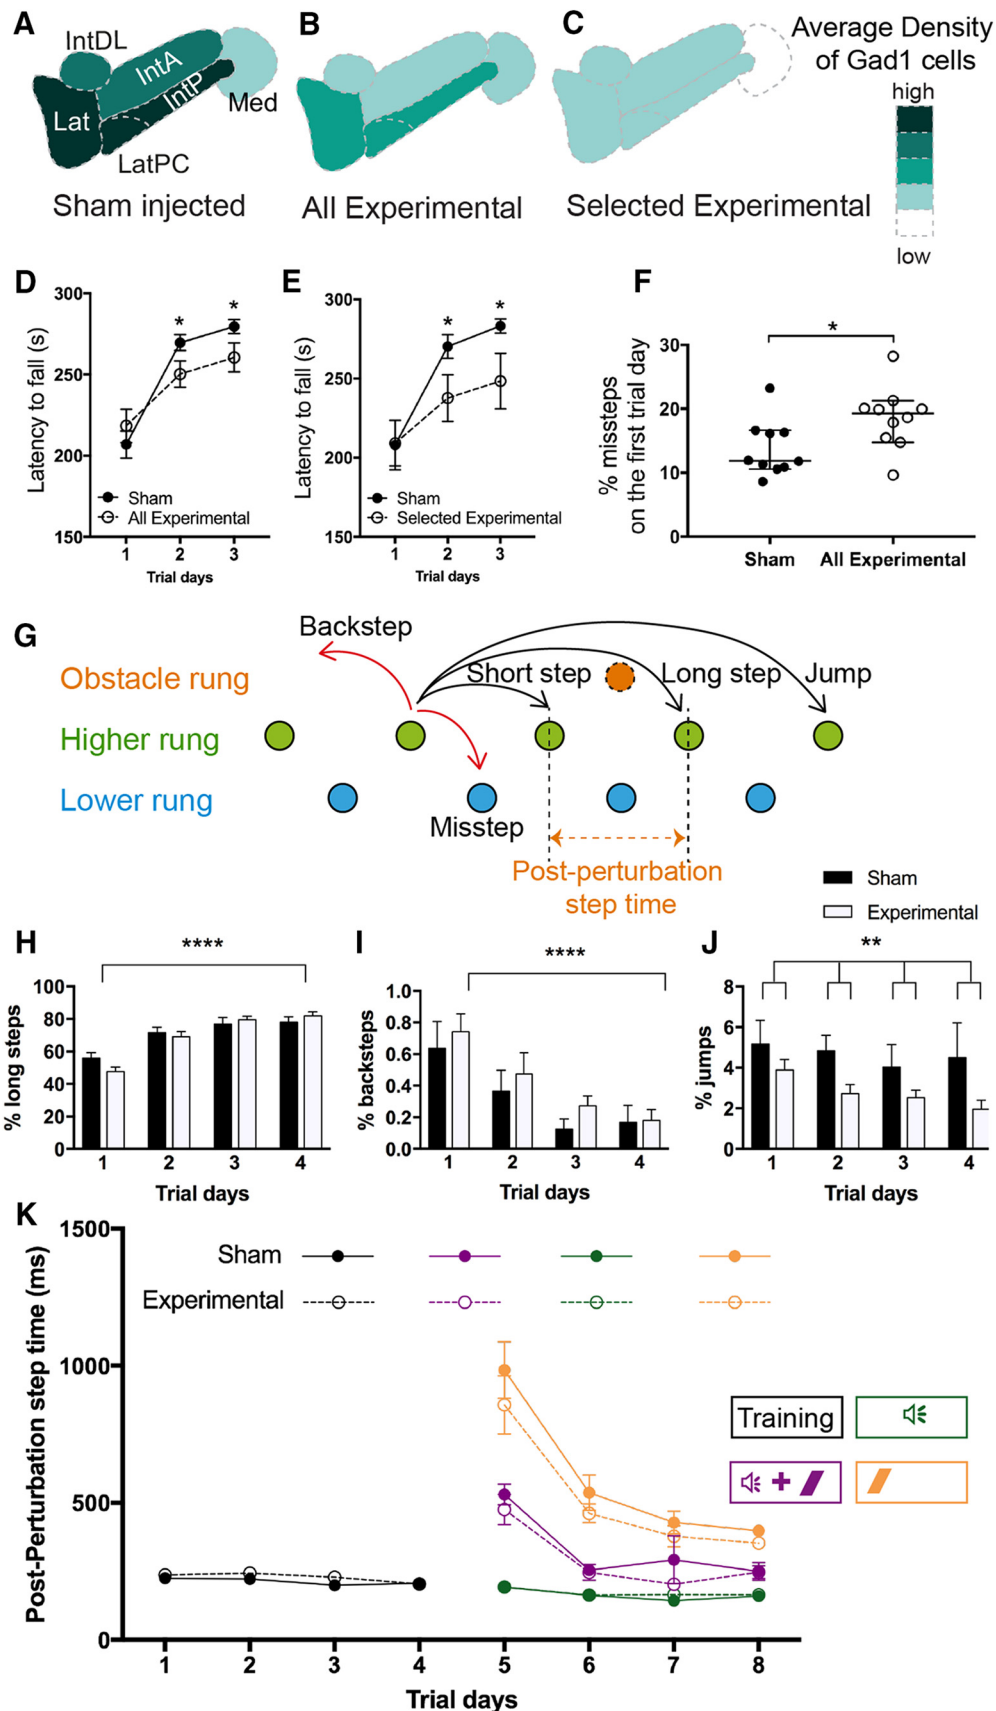 A
B
C
Average Density
of Gad1 cells
high
low
IntDL
IntA
IntP
Lat
Med
LatPC
Sham injected
All Experimental
Selected Experimental
D
E
F
Latency to fall (s)
300
250
200
150
*
*
Sham
All Experimental
1 2 3
Trial days
Latency to fall (s)
300
250
200
150
*
*
Sham
Selected Experimental
1 2 3
Trial days
% missteps
on the first trial day
30
20
10
0
*
Sham All Experimental
G
Backstep
Obstacle rung
Short step
Long step
Jump
Higher rung
Lower rung
Misstep
Post-perturbation
step time
Sham
Experimental
H
****
% long steps
100
80
60
40
20
0
1 2 3 4
Trial days
I
****
% backsteps
1.0
0.8
0.6
0.4
0.2
0.0
1 2 3 4
Trial days
J
**
% jumps
8
6
4
2
0
1 2 3 4
Trial days
K
Post-Perturbation step time (ms)
1500
1000
500
0
Sham
Experimental
Training
+
1 2 3 4 5 6 7 8
Trial days